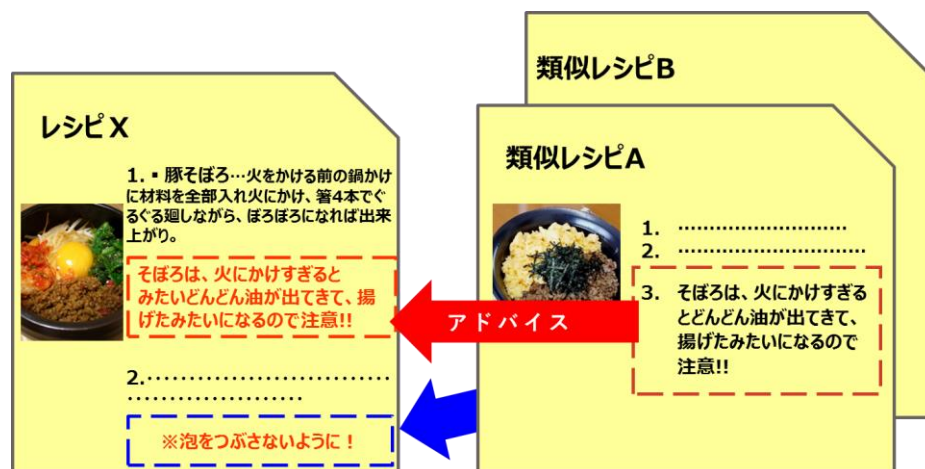 レシピX
1.▪豚そぼろ…火をかける前の鍋かけ
に材料を全部入れ火にかけ、箸4本でぐ
るぐる廻しながら、ぽろぽろになれば出来
上がり。
そぼろは、火にかけすぎると
みたいどんどん油が出てきて、揚
げたみたいになるので注意!!
2.…………………………
………………
※泡をつぶさないように！
アドバイス
類似レシピB
類似レシピA
1. ………………………
2. …………………………
3. そぼろは、火にかけすぎる
とどんどん油が出てきて、
揚げたみたいになるので
注意!!